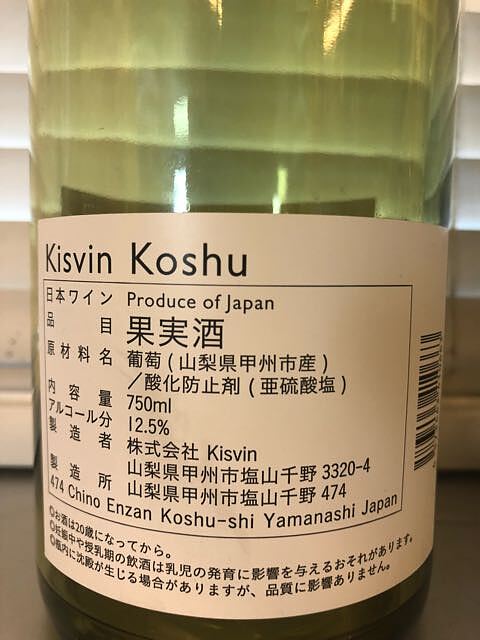 Kisvin Koshu
日本ワイン Produce of Japan
品目 果実酒
原材料名 葡萄(山梨県甲州市産)
/酸化防止剤(亜硫酸塩)
内容量 750ml
アルコール分 12.5%
製造者 株式会社 Kisvin
山梨県甲州市塩山千野 3320-4
製造所 山梨県甲州市塩山千野 474
474 Chino Enzan Koshu-shi Yamanashi Japan
◎お酒は20歳になってから。
◎妊娠中や授乳期の飲酒は乳児の発育に影響を与えるおそれがあります。
◎瓶内に沈殿が生じる場合がありますが、品質に影響ありません。